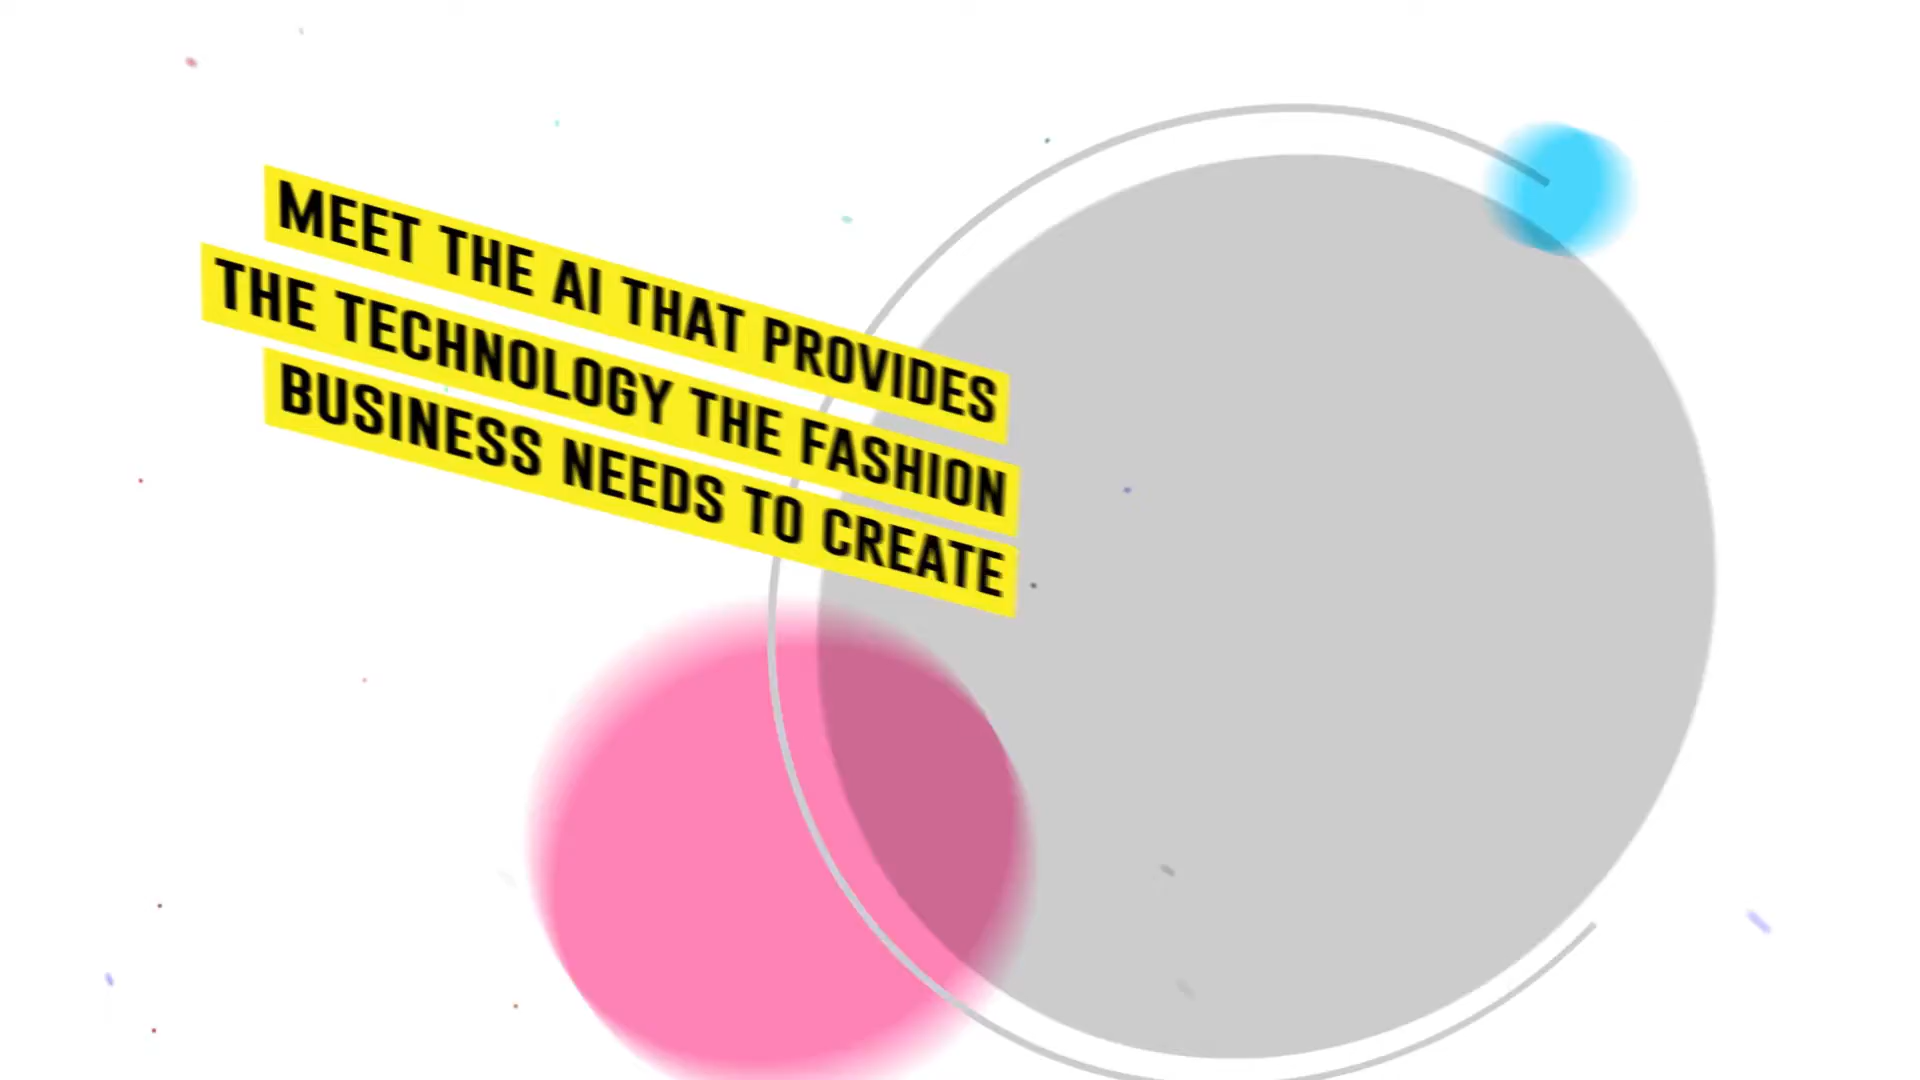 MEET THE AI THAT PROVIDES
THE TECHNOLOGY THE FASHION
BUSINESS NEEDS TO CREATE